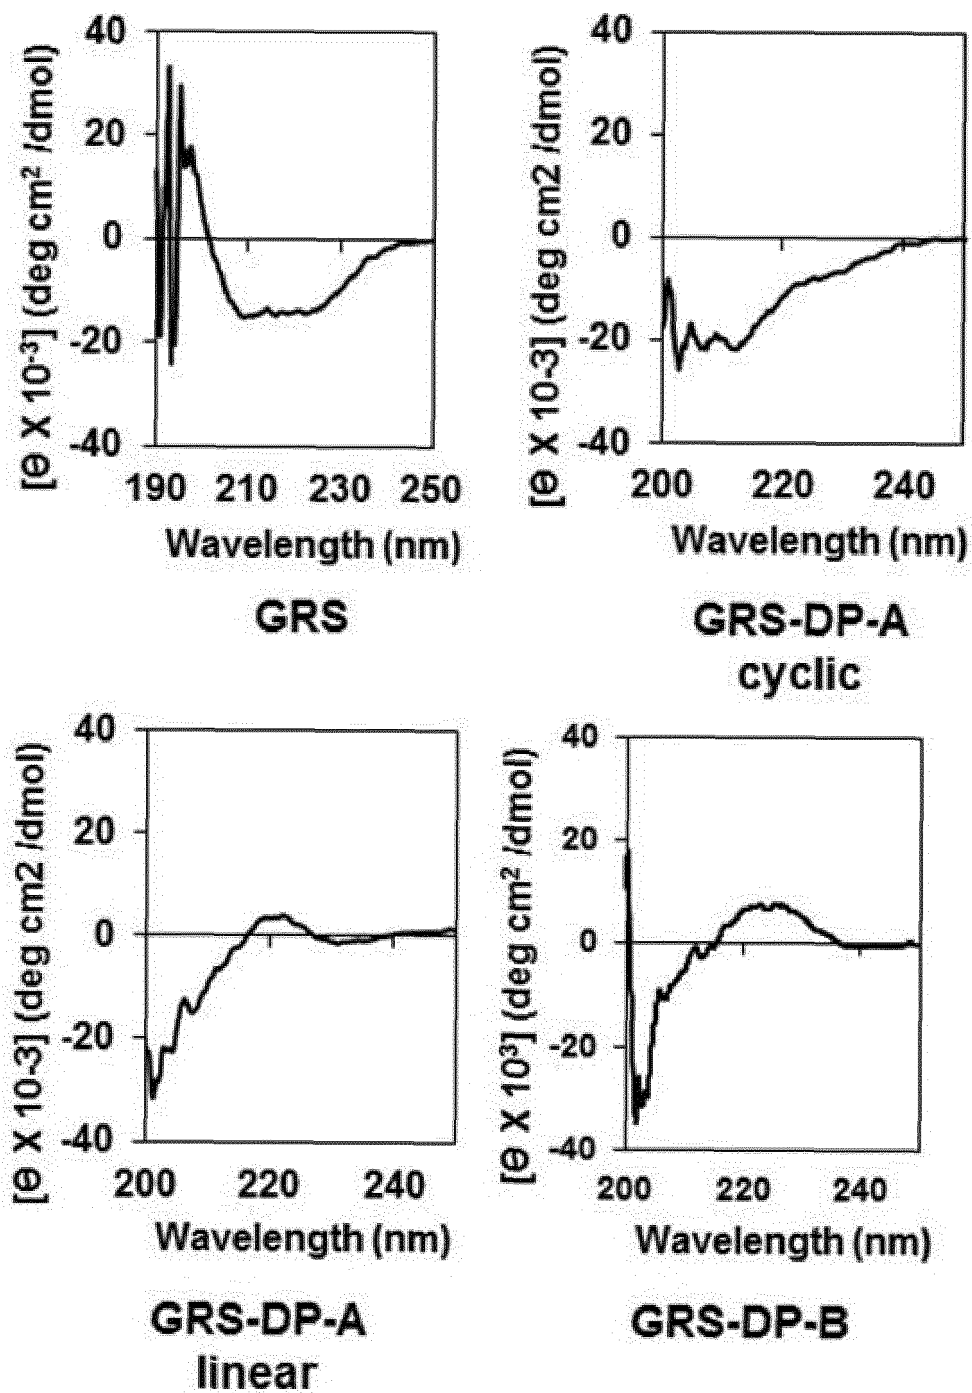 [Θ X 10⁻³] (deg cm² /dmol)
40
20
0
-20
-40
190 210 230 250
Wavelength (nm)
GRS
[Θ X 10-3] (deg cm2 /dmol)
40
20
0
-20
-40
200 220 240
Wavelength (nm)
GRS-DP-A
cyclic
[Θ X 10-3] (deg cm2 /dmol)
40
20
0
-20
-40
200 220 240
Wavelength (nm)
GRS-DP-A
linear
[Θ X 10³] (deg cm² /dmol)
40
20
0
-20
-40
200 220 240
Wavelength (nm)
GRS-DP-B